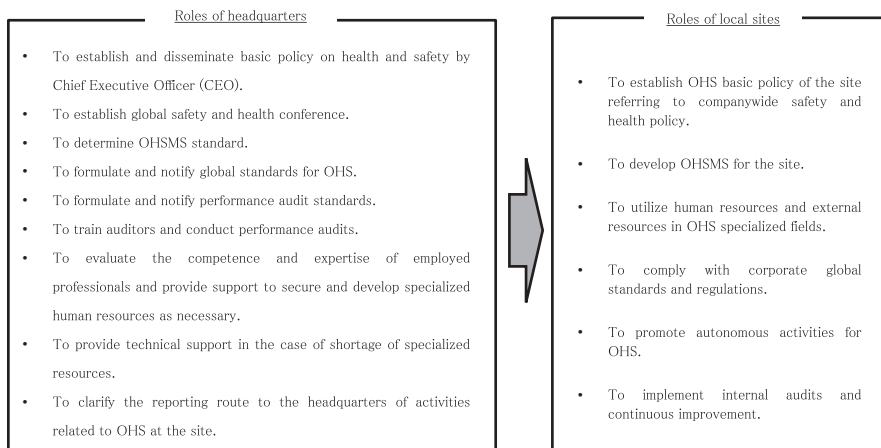 Roles of headquarters
• To establish and disseminate basic policy on health and safety by
Chief Executive Officer (CEO).
• To establish global safety and health conference.
• To determine OHSMS standard.
• To formulate and notify global standards for OHS.
• To formulate and notify performance audit standards.
• To train auditors and conduct performance audits.
• To evaluate the competence and expertise of employed
professionals and provide support to secure and develop specialized
human resources as necessary.
• To provide technical support in the case of shortage of specialized
resources.
• To clarify the reporting route to the headquarters of activities
related to OHS at the site.
Roles of local sites
• To establish OHS basic policy of the site
referring to companywide safety and
health policy.
• To develop OHSMS for the site.
• To utilize human resources and external
resources in OHS specialized fields.
• To comply with corporate global
standards and regulations.
• To promote autonomous activities for
OHS.
• To implement internal audits and
continuous improvement.